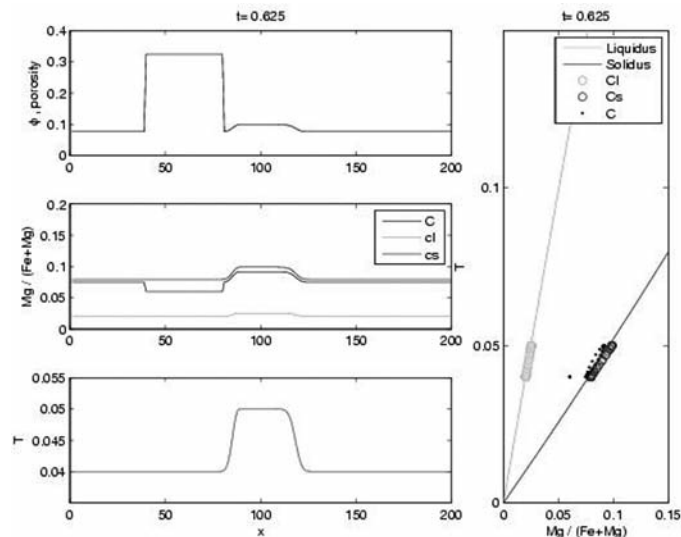 t= 0.625
0.4
0.3
0.2
0.1
0
ϕ , porosity
0 50 100 150 200
0.2
0.15
0.1
0.05
0
Mg / (Fe+Mg)
C
cl
cs
0 50 100 150 200
0.055
0.05
0.045
0.04
T
0 50 100 150 200
x
t= 0.625
Liquidus
Solidus
Cl
Cs
C
0.1
T
0.05
0
0 0.05 0.1 0.15
Mg / (Fe+Mg)